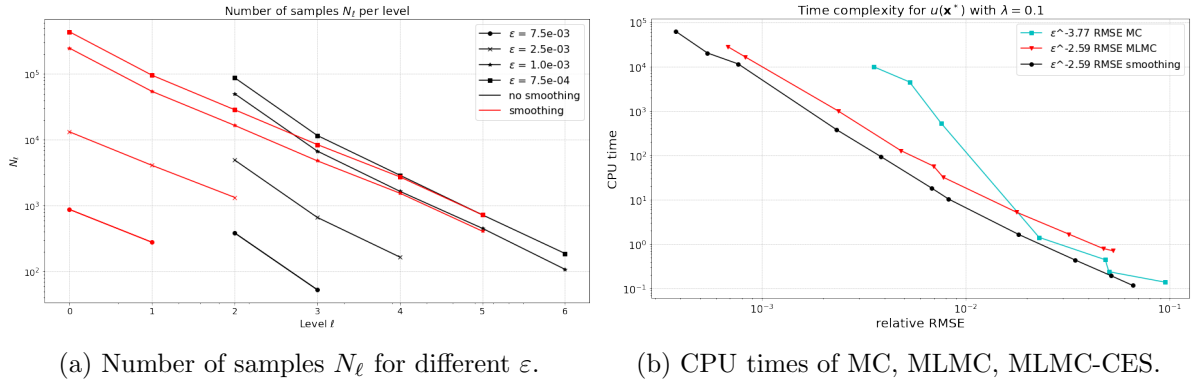 Number of samples Nℓ per level
ε = 7.5e-03
ε = 2.5e-03
ε = 1.0e-03
ε = 7.5e-04
no smoothing
smoothing
10^5
10^4
10^3
10^2
Nℓ
0 1 2 3 4 5 6
Level ℓ
(a) Number of samples Nℓ for different ε.
Time complexity for u(x*) with λ = 0.1
ε^-3.77 RMSE MC
ε^-2.59 RMSE MLMC
ε^-2.59 RMSE smoothing
10^5
10^4
10^3
10^2
10^1
10^0
10^-1
CPU time
10^-3 10^-2 10^-1
relative RMSE
(b) CPU times of MC, MLMC, MLMC-CES.